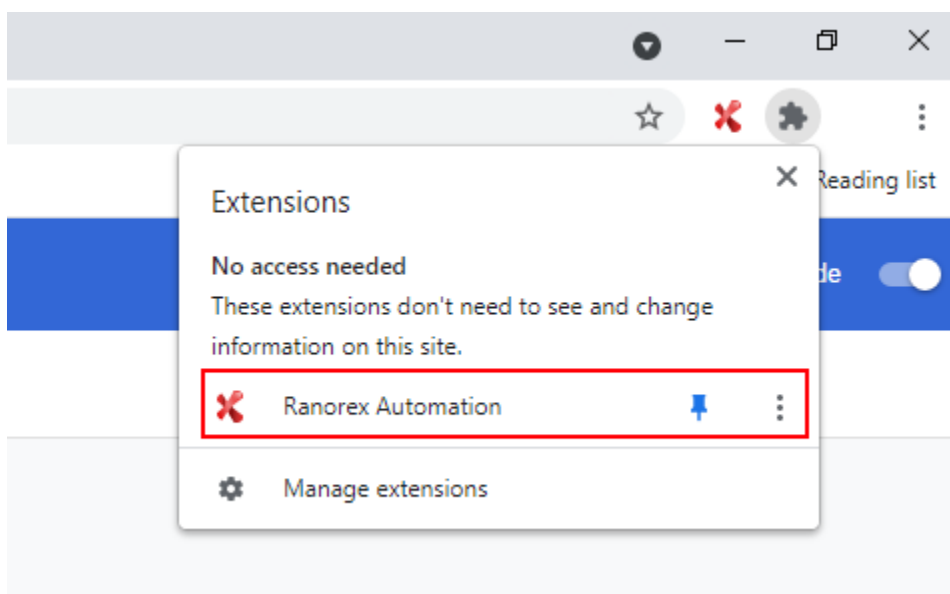 Reading list
Extensions
No access needed
de
These extensions don't need to see and change
information on this site.
Ranorex Automation
Manage extensions